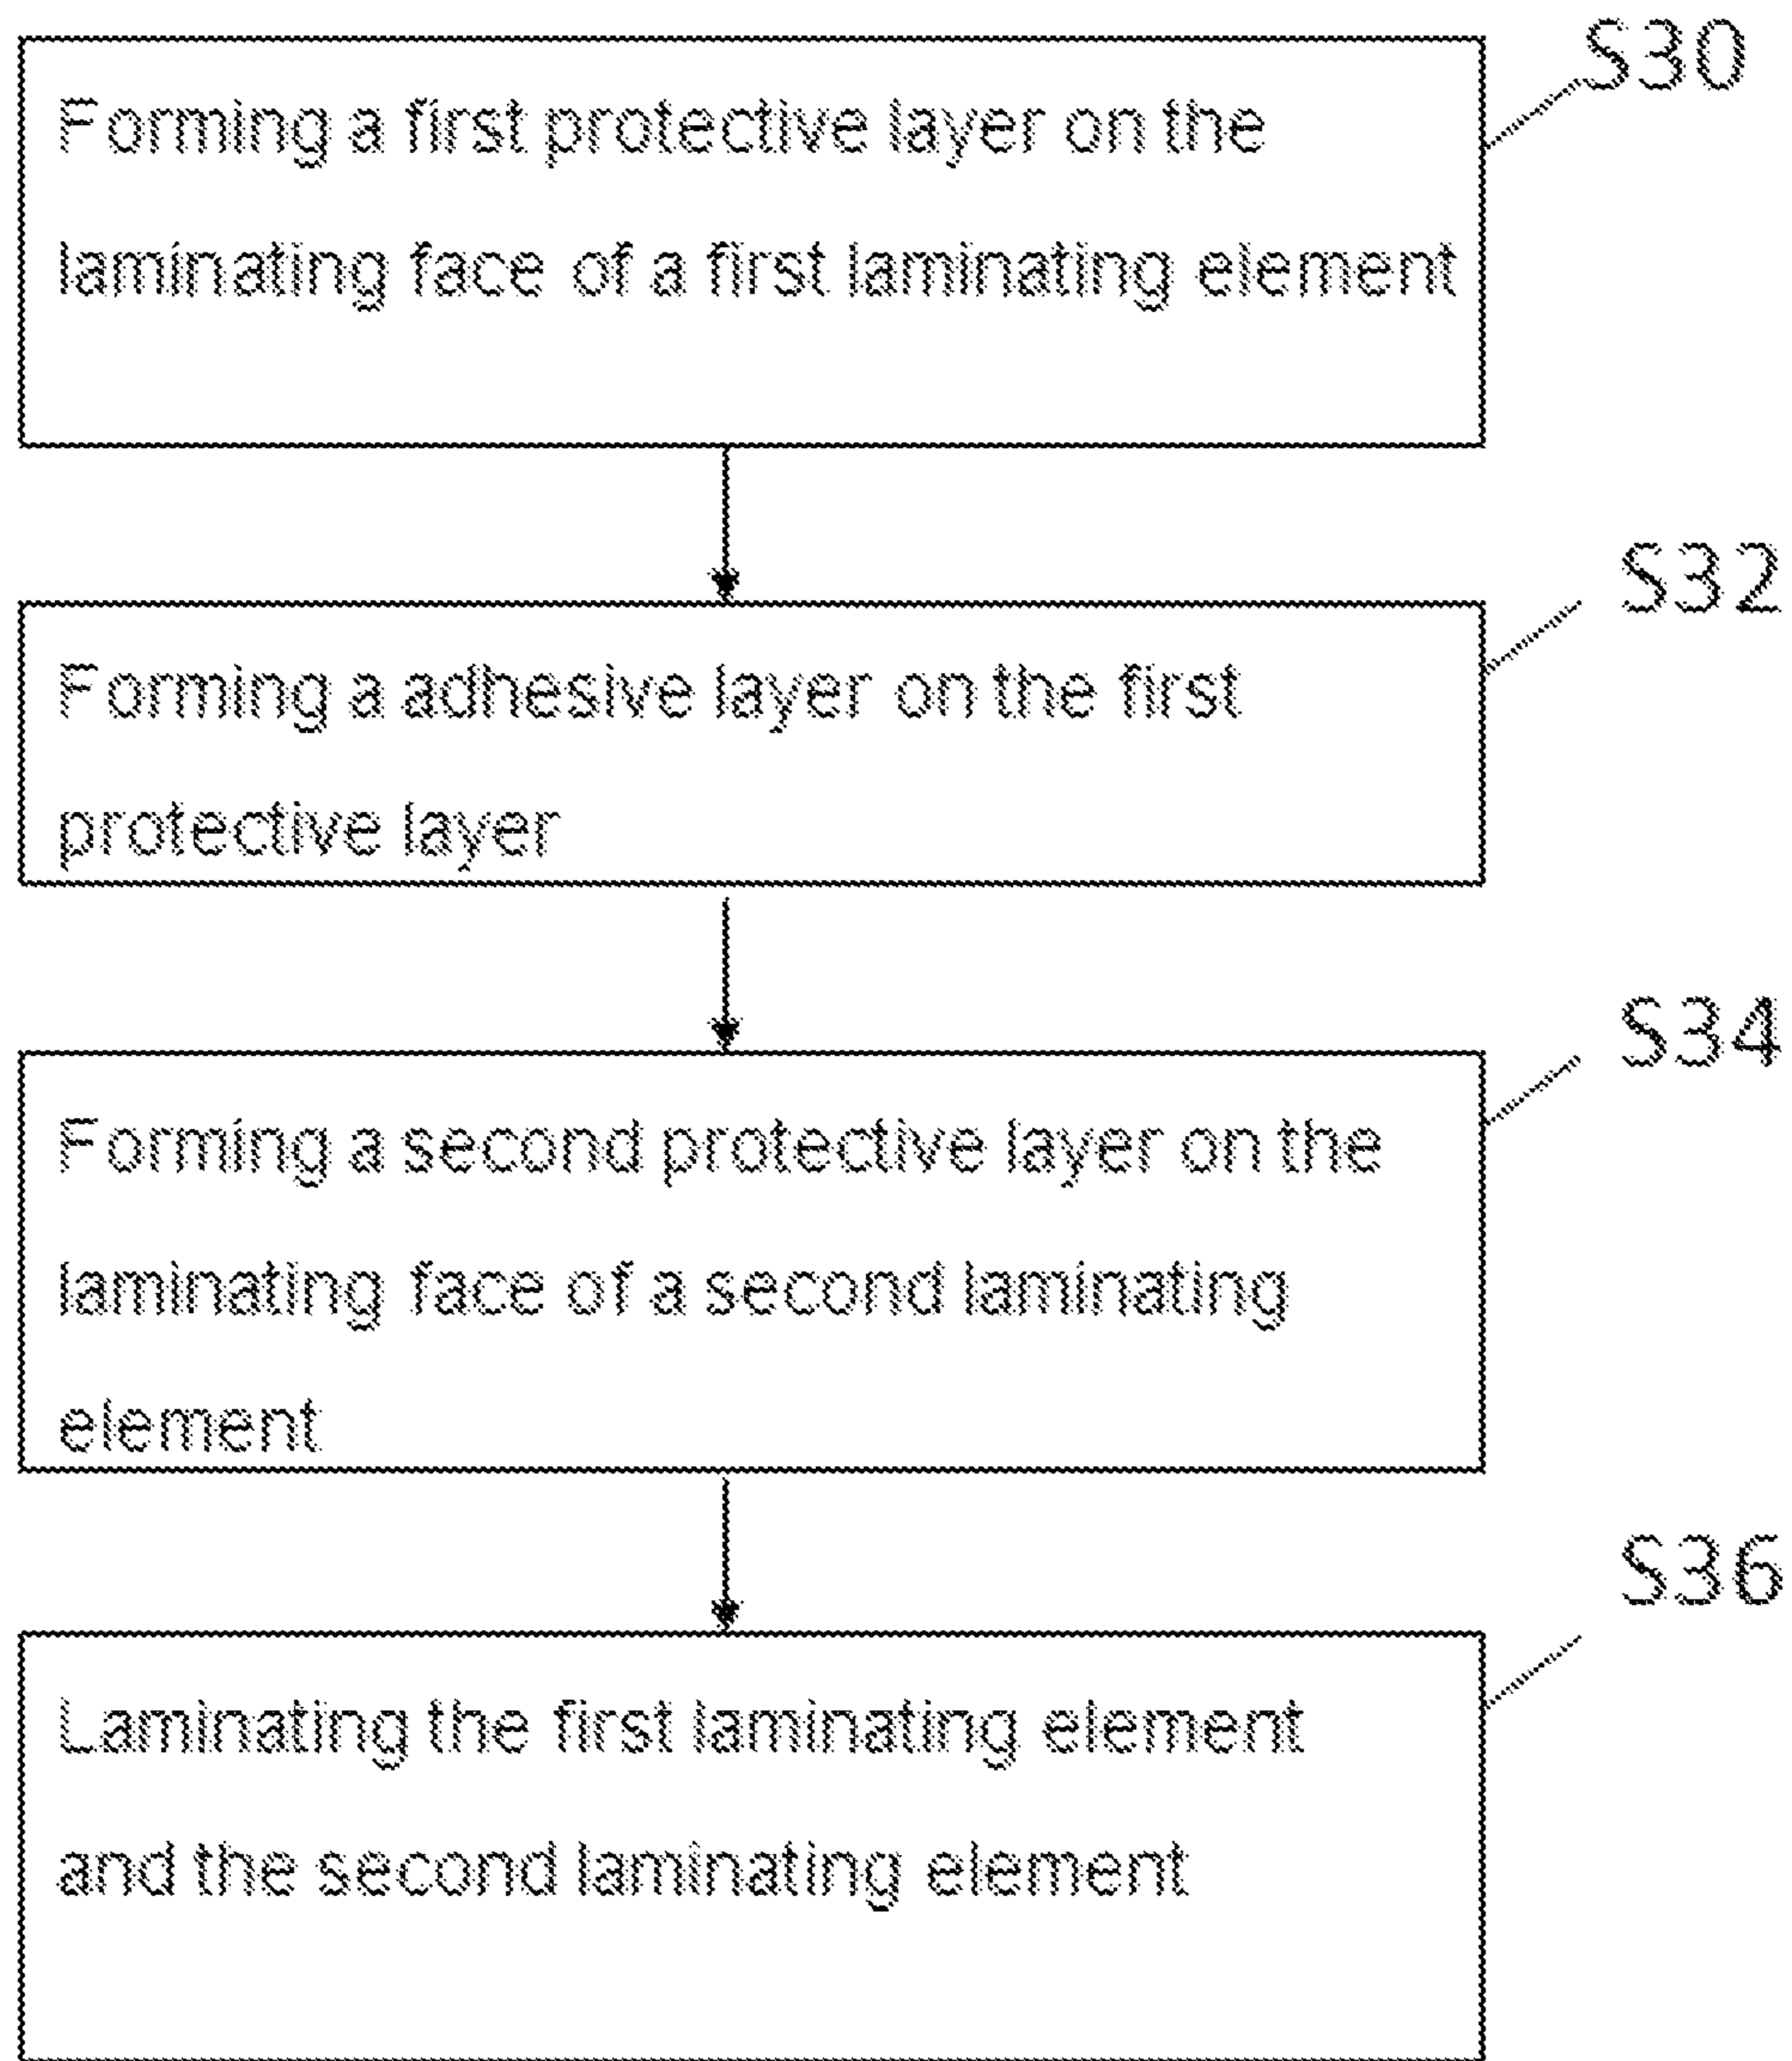 S30
Forming a first protective layer on the
laminating face of a first laminating element
S32
Forming a adhesive layer on the first
protective layer
S34
Forming a second protective layer on the
laminating face of a second laminating
element
S36
Laminating the first laminating element
and the second laminating element